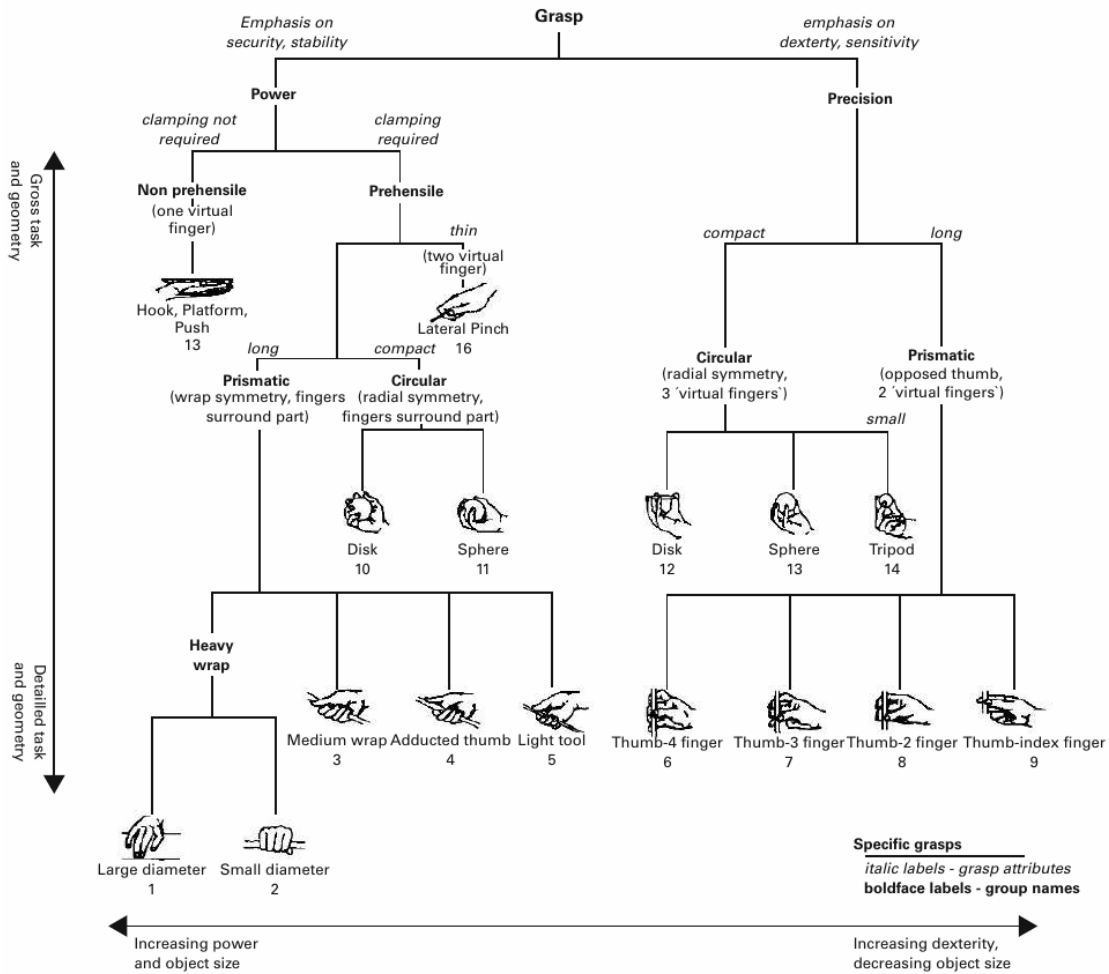 Grasp
Emphasis on
security, stability
emphasis on
dexterty, sensitivity
Power
Precision
clamping not
required
clamping
required
Gross task
and geometry
Non prehensile
(one virtual
finger)
Prehensile
thin
(two virtual
finger)
compact
long
Hook, Platform,
Push
13
Lateral Pinch
16
long
compact
Prismatic
(wrap symmetry, fingers
surround part)
Circular
(radial symmetry,
fingers surround part)
Circular
(radial symmetry,
3 ´virtual fingers`)
Prismatic
(opposed thumb,
2 ´virtual fingers`)
small
Disk
10
Sphere
11
Disk
12
Sphere
13
Tripod
14
Heavy
wrap
Detailled task
and geometry
Medium wrap
3
Adducted thumb
4
Light tool
5
Thumb-4 finger
6
Thumb-3 finger
7
Thumb-2 finger
8
Thumb-index finger
9
Large diameter
1
Small diameter
2
Specific grasps
italic labels - grasp attributes
boldface labels - group names
Increasing power
and object size
Increasing dexterity,
decreasing object size